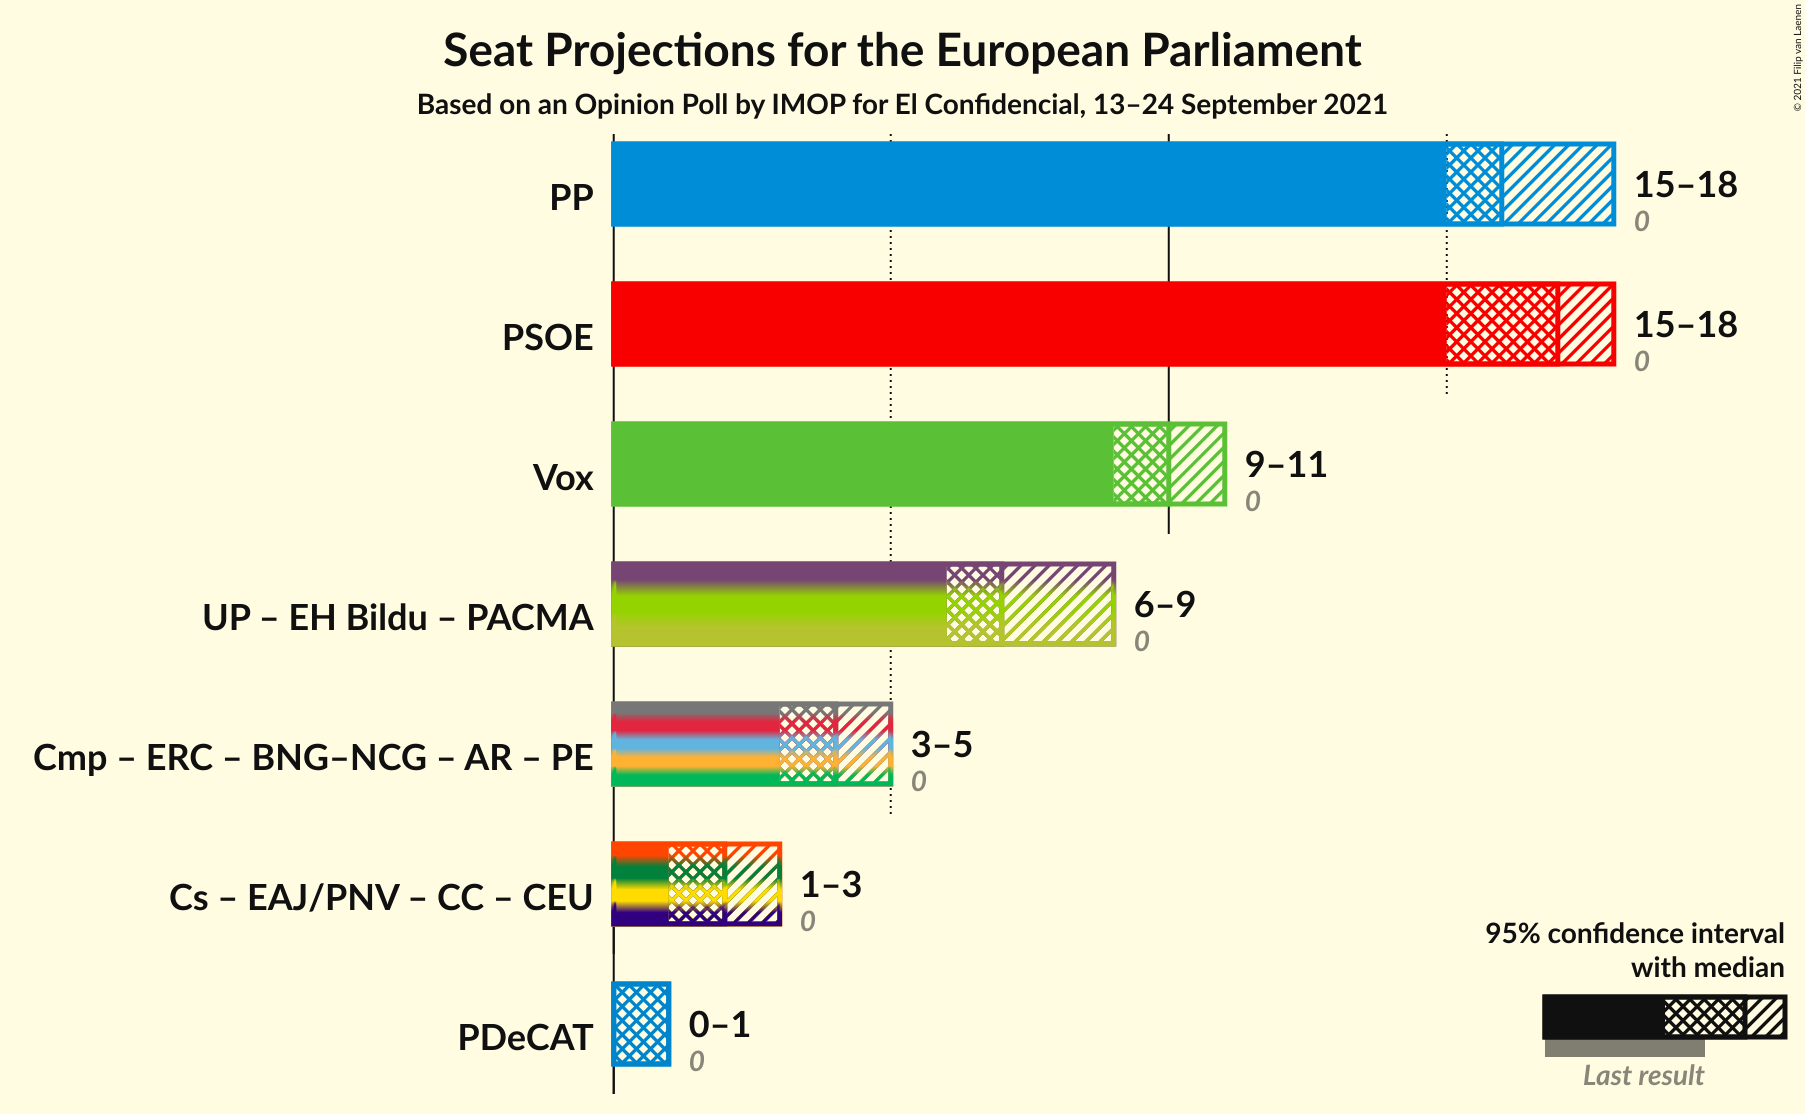 Seat Projections for the European Parliament
Based on an Opinion Poll by IMOP for El Confidencial, 13–24 September 2021
© 2021 Filip van Laenen
PP
15–18
0
PSOE
15–18
0
Vox
9–11
0
UP – EH Bildu – PACMA
6–9
0
Cmp – ERC – BNG–NCG – AR – PE
3–5
0
Cs – EAJ/PNV – CC – CEU
1–3
0
PDeCAT
0–1
0
95% confidence interval
with median
Last result